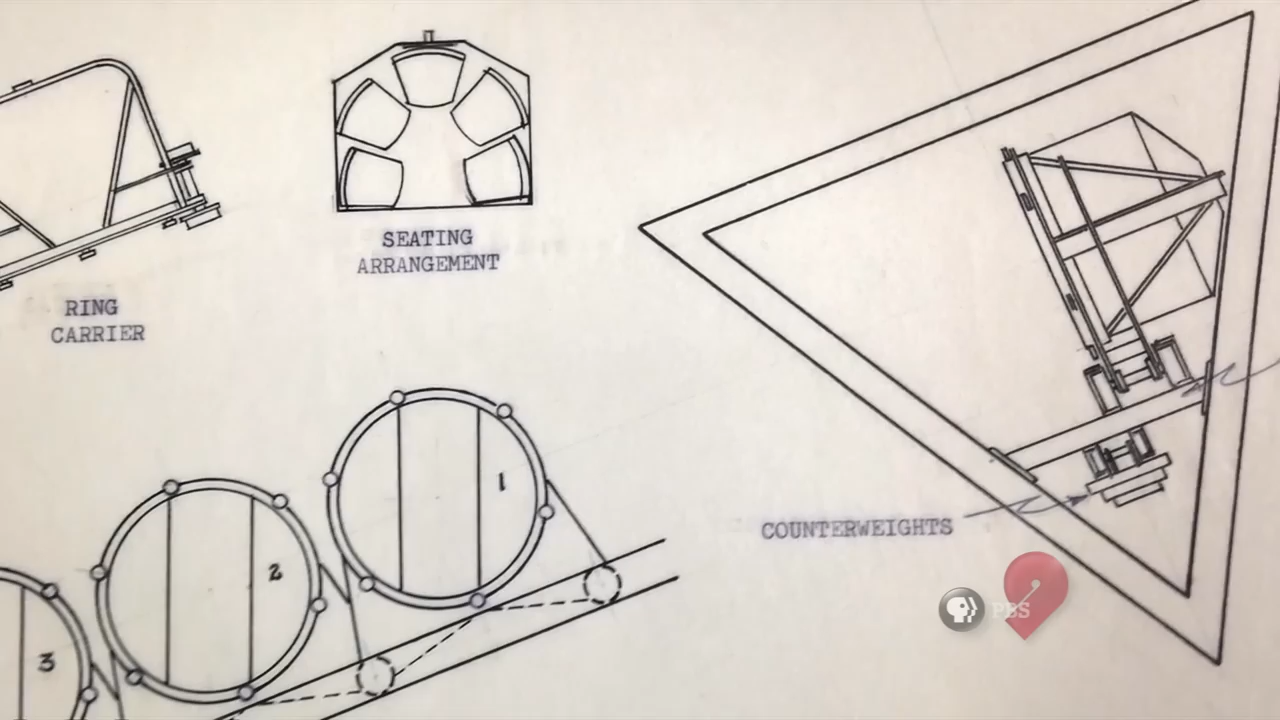 SEATING
ARRANGEMENT
RING
CARRIER
1
2
3
COUNTERWEIGHTS
PBS